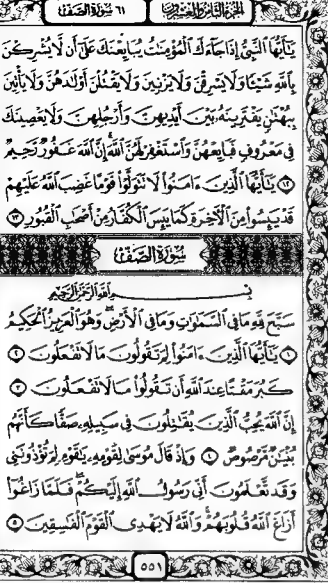 الجزء الثامن والعشرون ٦١ سورة الصف
يَـٰٓأَيُّهَا ٱلنَّبِىُّ إِذَا جَآءَكَ ٱلْمُؤْمِنَـٰتُ يُبَايِعْنَكَ عَلَىٰٓ أَن لَّا يُشْرِكْنَ
بِٱللَّهِ شَيْـًٔا وَلَا يَسْرِقْنَ وَلَا يَزْنِينَ وَلَا يَقْتُلْنَ أَوْلَـٰدَهُنَّ وَلَا يَأْتِينَ
بِبُهْتَـٰنٍ يَفْتَرِينَهُۥ بَيْنَ أَيْدِيهِنَّ وَأَرْجُلِهِنَّ وَلَا يَعْصِينَكَ
فِى مَعْرُوفٍ فَبَايِعْهُنَّ وَٱسْتَغْفِرْ لَهُنَّ ٱللَّهَ إِنَّ ٱللَّهَ غَفُورٌ رَّحِيمٌ
١٢ يَـٰٓأَيُّهَا ٱلَّذِينَ ءَامَنُوا۟ لَا تَتَوَلَّوْا۟ قَوْمًا غَضِبَ ٱللَّهُ عَلَيْهِمْ
قَدْ يَئِسُوا۟ مِنَ ٱلْـَٔاخِرَةِ كَمَا يَئِسَ ٱلْكُفَّارُ مِنْ أَصْحَـٰبِ ٱلْقُبُورِ ١٣
سورة الصف
بِسْمِ ٱللَّهِ ٱلرَّحْمَـٰنِ ٱلرَّحِيمِ
سَبَّحَ لِلَّهِ مَا فِى ٱلسَّمَـٰوَٰتِ وَمَا فِى ٱلْأَرْضِ وَهُوَ ٱلْعَزِيزُ ٱلْحَكِيمُ
١ يَـٰٓأَيُّهَا ٱلَّذِينَ ءَامَنُوا۟ لِمَ تَقُولُونَ مَا لَا تَفْعَلُونَ ٢
كَبُرَ مَقْتًا عِندَ ٱللَّهِ أَن تَقُولُوا۟ مَا لَا تَفْعَلُونَ ٣
إِنَّ ٱللَّهَ يُحِبُّ ٱلَّذِينَ يُقَـٰتِلُونَ فِى سَبِيلِهِۦ صَفًّا كَأَنَّهُم
بُنْيَـٰنٌ مَّرْصُوصٌ ٤ وَإِذْ قَالَ مُوسَىٰ لِقَوْمِهِۦ يَـٰقَوْمِ لِمَ تُؤْذُونَنِى
وَقَد تَّعْلَمُونَ أَنِّى رَسُولُ ٱللَّهِ إِلَيْكُمْ فَلَمَّا زَاغُوٓا۟
أَزَاغَ ٱللَّهُ قُلُوبَهُمْ وَٱللَّهُ لَا يَهْدِى ٱلْقَوْمَ ٱلْفَـٰسِقِينَ ٥
٥٥١